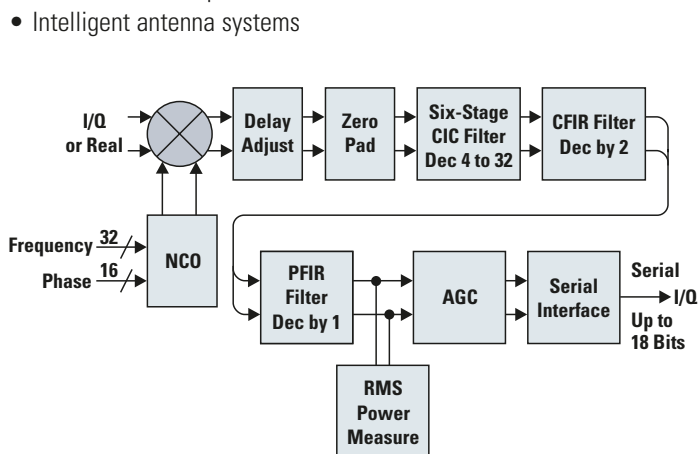 • Intelligent antenna systems
I/Q
or Real
Delay
Adjust
Zero
Pad
Six-Stage
CIC Filter
Dec 4 to 32
CFIR Filter
Dec by 2
Frequency
32
Phase
16
NCO
PFIR
Filter
Dec by 1
AGC
Serial
Interface
Serial
I/Q
Up to
18 Bits
RMS
Power
Measure